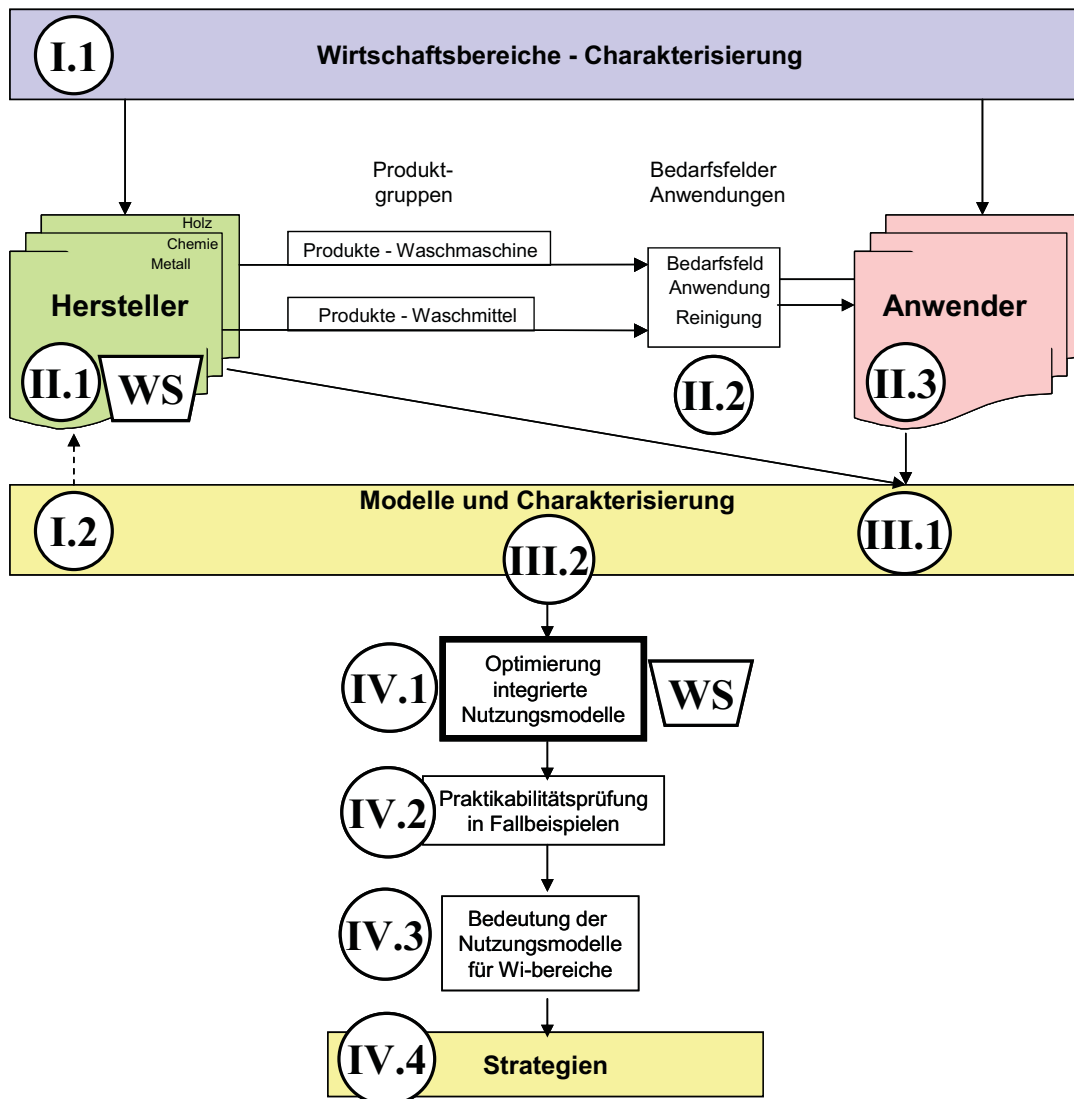 I.1
Wirtschaftsbereiche - Charakterisierung
Produkt-
gruppen
Bedarfsfelder
Anwendungen
Holz
Chemie
Metall
Hersteller
II.1
WS
Produkte - Waschmaschine
Produkte - Waschmittel
Bedarfsfeld
Anwendung
Reinigung
II.2
Anwender
II.3
Modelle und Charakterisierung
I.2
III.2
III.1
IV.1
Optimierung
integrierte
Nutzungsmodelle
WS
IV.2
Praktikabilitätsprüfung
in Fallbeispielen
IV.3
Bedeutung der
Nutzungsmodelle
für Wi-bereiche
IV.4
Strategien